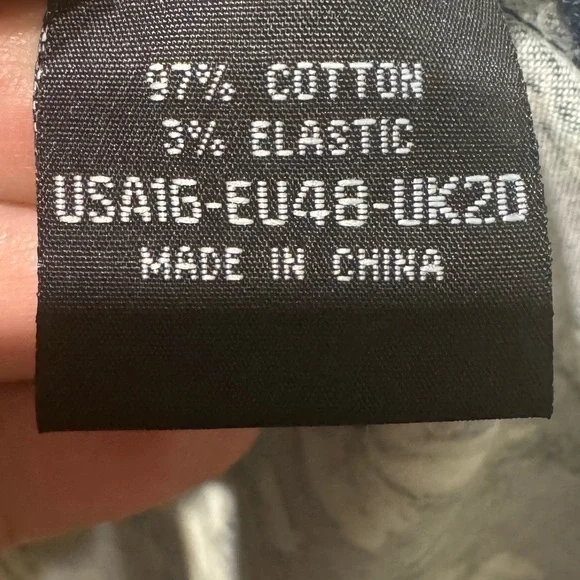 97% COTTON
3% ELASTIC
USA16-EU48-UK20
MADE IN CHINA